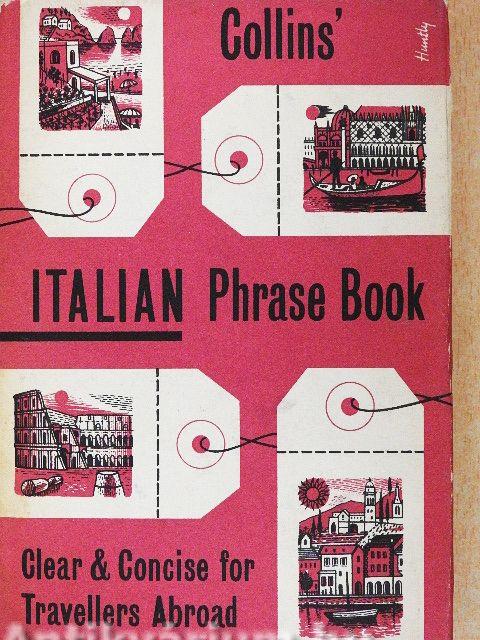 Collins'
Huntly
ITALIAN Phrase Book
Clear & Concise for
Travellers Abroad